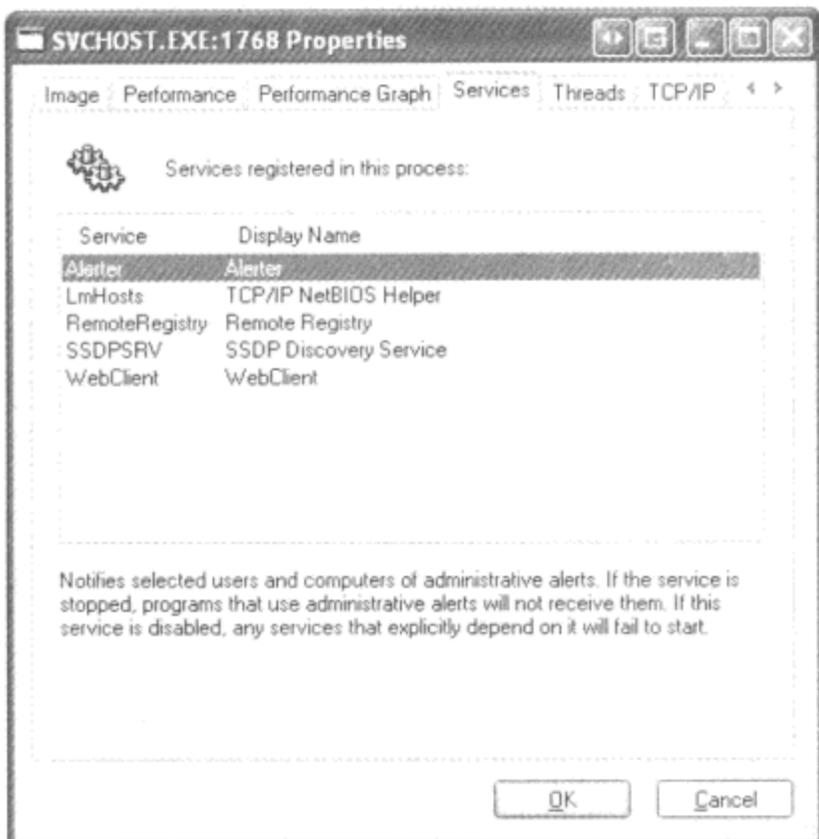 SVCHOST.EXE:1768 Properties
Image Performance Performance Graph Services Threads TCP/IP
Services registered in this process:
Service Display Name
Alerter Alerter
LmHosts TCP/IP NetBIOS Helper
RemoteRegistry Remote Registry
SSDPSRV SSDP Discovery Service
WebClient WebClient
Notifies selected users and computers of administrative alerts. If the service is
stopped, programs that use administrative alerts will not receive them. If this
service is disabled, any services that explicitly depend on it will fail to start.
OK Cancel